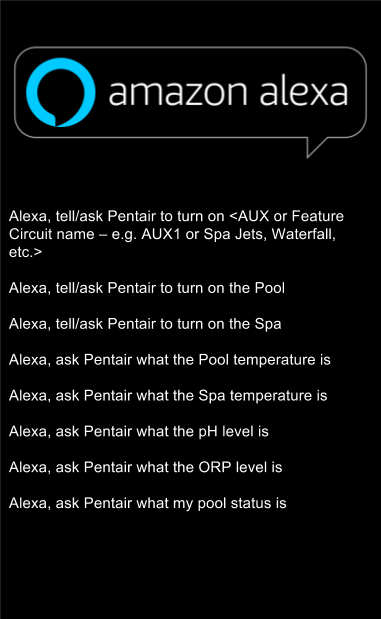 amazon alexa
Alexa, tell/ask Pentair to turn on <AUX or Feature
Circuit name – e.g. AUX1 or Spa Jets, Waterfall,
etc.>
Alexa, tell/ask Pentair to turn on the Pool
Alexa, tell/ask Pentair to turn on the Spa
Alexa, ask Pentair what the Pool temperature is
Alexa, ask Pentair what the Spa temperature is
Alexa, ask Pentair what the pH level is
Alexa, ask Pentair what the ORP level is
Alexa, ask Pentair what my pool status is